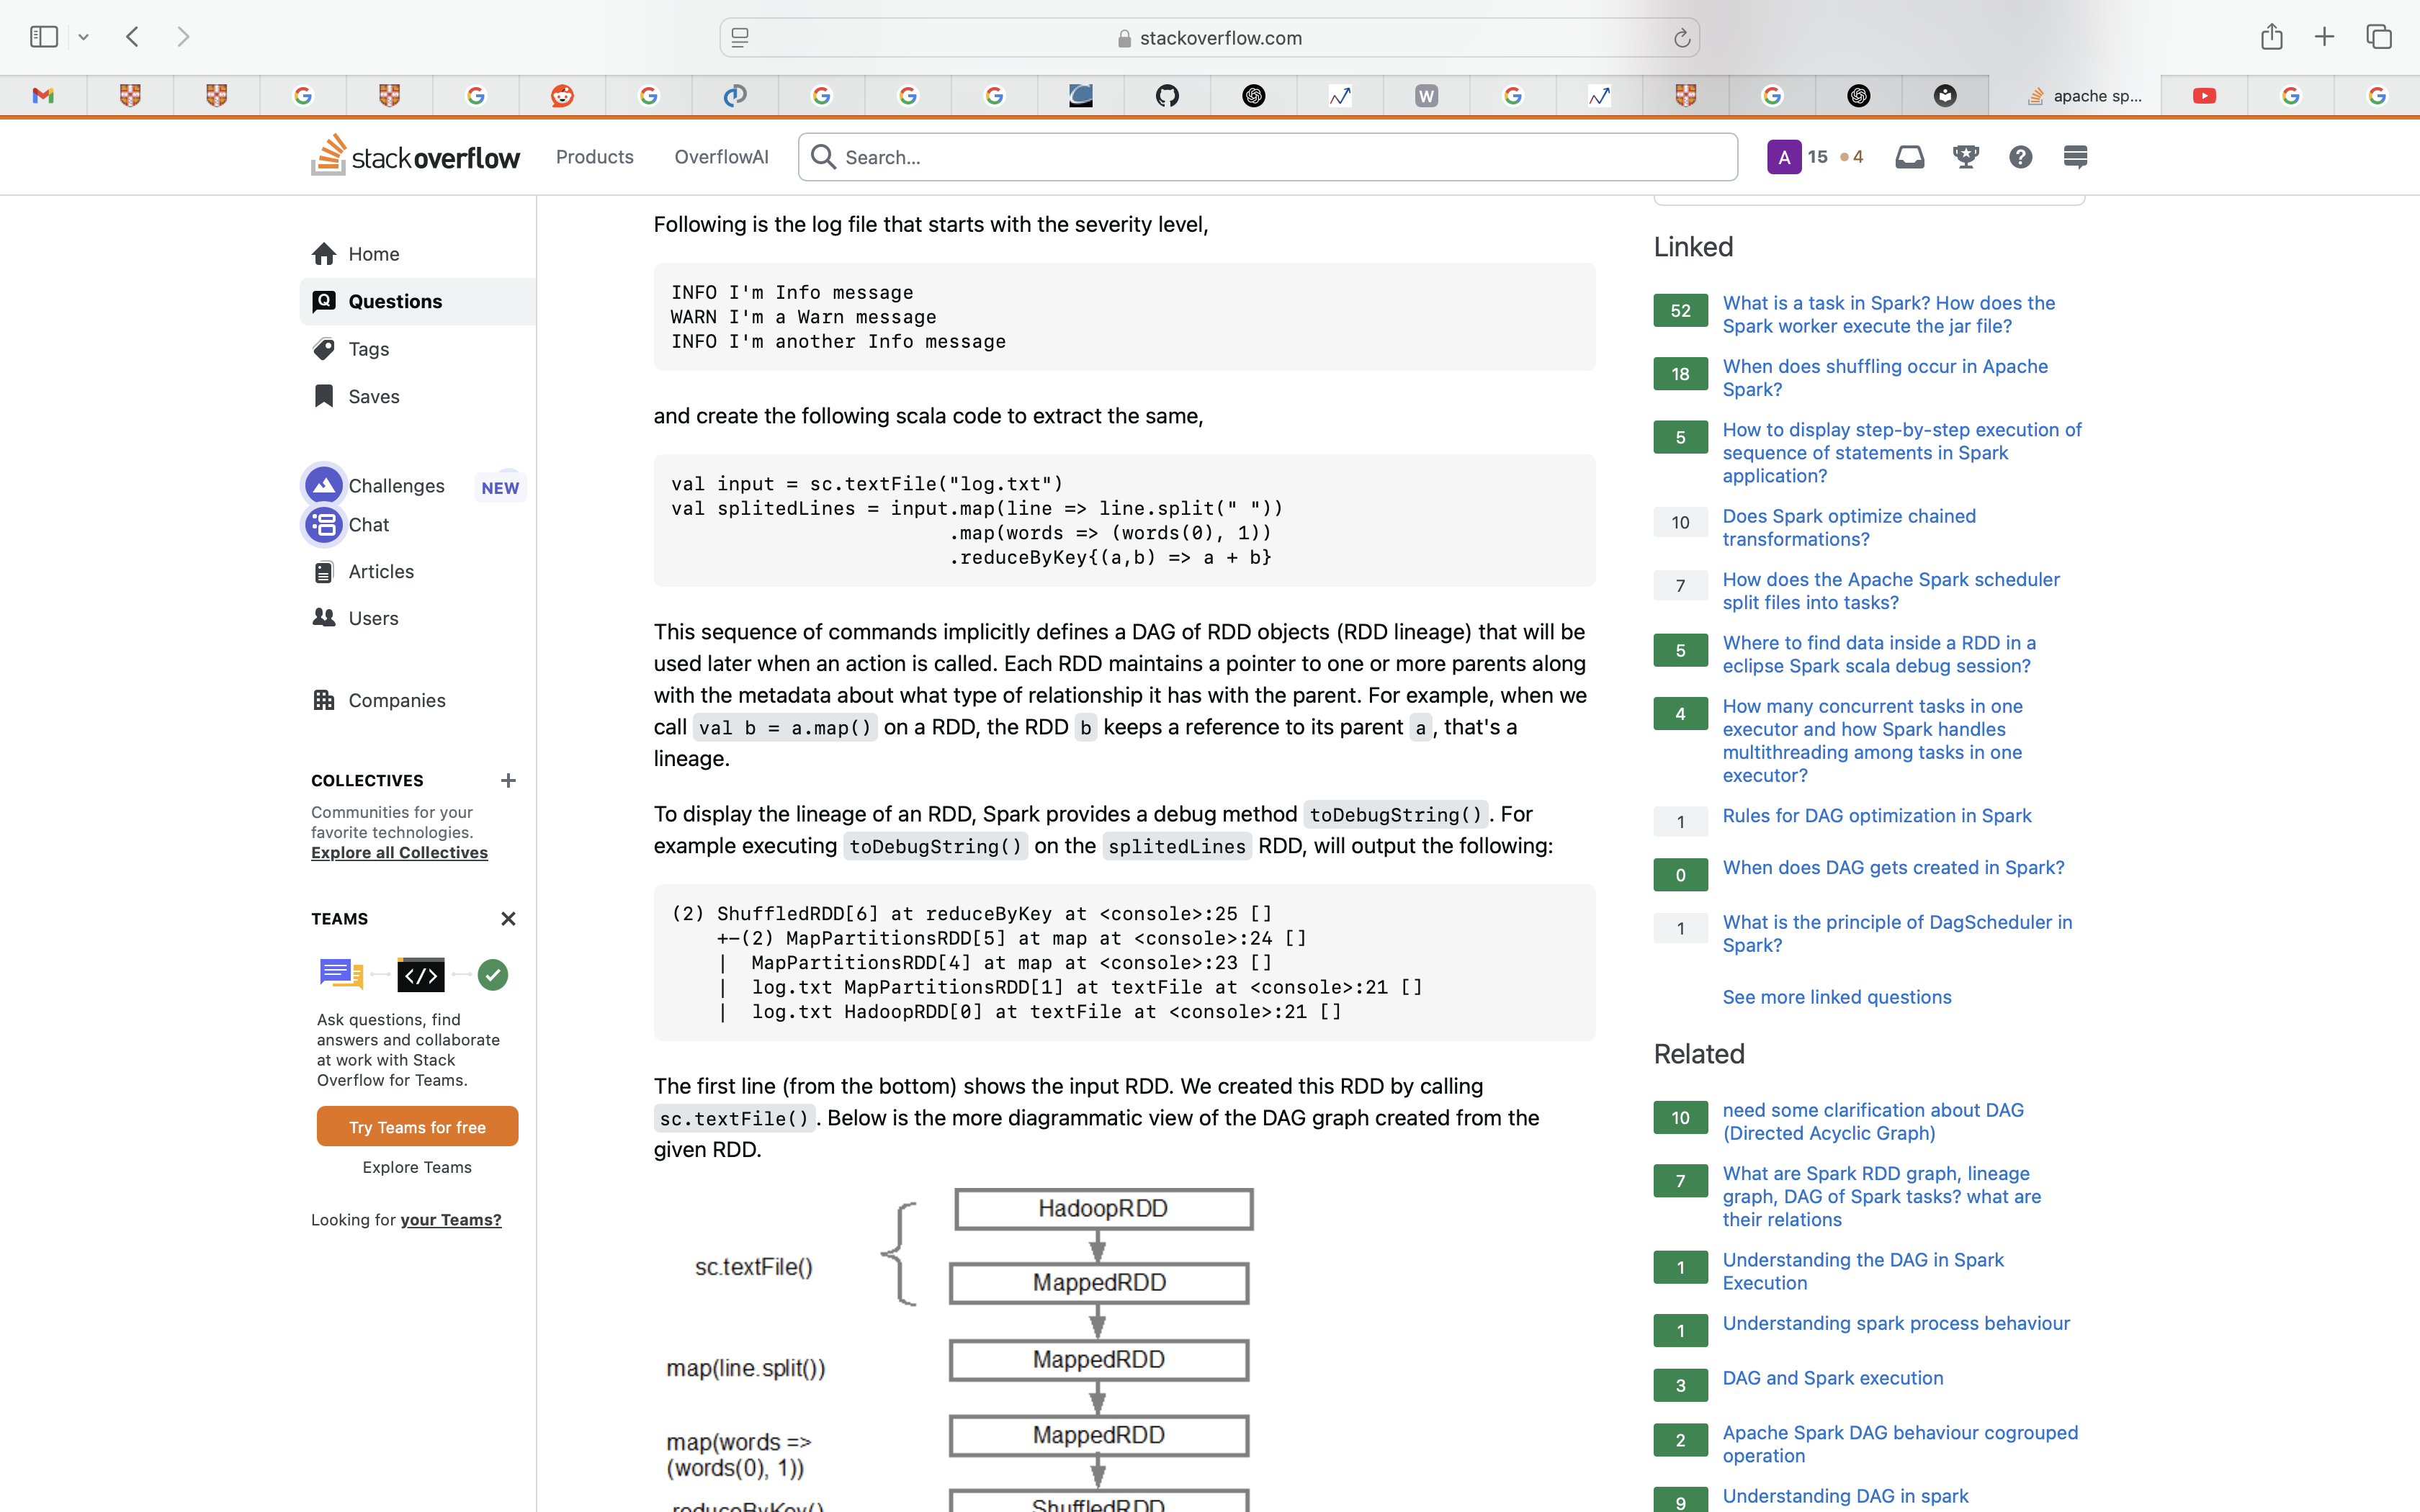 stackoverflow.com
apache sp...
W
stackoverflow
Products
OverflowAI
Search...
A
15
4
Home
Questions
Tags
Saves
Challenges
NEW
Chat
Articles
Users
Companies
COLLECTIVES
Communities for your
favorite technologies.
Explore all Collectives
TEAMS
</>
Ask questions, find
answers and collaborate
at work with Stack
Overflow for Teams.
Try Teams for free
Explore Teams
Looking for your Teams?
Following is the log file that starts with the severity level,
INFO I'm Info message
WARN I'm a Warn message
INFO I'm another Info message
and create the following scala code to extract the same,
val input = sc.textFile("log.txt")
val splitedLines = input.map(line => line.split(" "))
.map(words => (words(0), 1))
.reduceByKey{(a,b) => a + b}
This sequence of commands implicitly defines a DAG of RDD objects (RDD lineage) that will be
used later when an action is called. Each RDD maintains a pointer to one or more parents along
with the metadata about what type of relationship it has with the parent. For example, when we
call val b = a.map() on a RDD, the RDD b keeps a reference to its parent a, that's a
lineage.
To display the lineage of an RDD, Spark provides a debug method toDebugString(). For
example executing toDebugString() on the splitedLines RDD, will output the following:
(2) ShuffledRDD[6] at reduceByKey at <console>:25 []
+-(2) MapPartitionsRDD[5] at map at <console>:24 []
| MapPartitionsRDD[4] at map at <console>:23 []
| log.txt MapPartitionsRDD[1] at textFile at <console>:21 []
| log.txt HadoopRDD[0] at textFile at <console>:21 []
The first line (from the bottom) shows the input RDD. We created this RDD by calling
sc.textFile(). Below is the more diagrammatic view of the DAG graph created from the
given RDD.
HadoopRDD
sc.textFile()
MappedRDD
map(line.split())
MappedRDD
map(words =>
(words(0), 1))
MappedRDD
reduceByKey()
ShuffledRDD
Linked
52
What is a task in Spark? How does the
Spark worker execute the jar file?
18
When does shuffling occur in Apache
Spark?
5
How to display step-by-step execution of
sequence of statements in Spark
application?
10
Does Spark optimize chained
transformations?
7
How does the Apache Spark scheduler
split files into tasks?
5
Where to find data inside a RDD in a
eclipse Spark scala debug session?
4
How many concurrent tasks in one
executor and how Spark handles
multithreading among tasks in one
executor?
1
Rules for DAG optimization in Spark
0
When does DAG gets created in Spark?
1
What is the principle of DagScheduler in
Spark?
See more linked questions
Related
10
need some clarification about DAG
(Directed Acyclic Graph)
7
What are Spark RDD graph, lineage
graph, DAG of Spark tasks? what are
their relations
1
Understanding the DAG in Spark
Execution
1
Understanding spark process behaviour
3
DAG and Spark execution
2
Apache Spark DAG behaviour cogrouped
operation
9
Understanding DAG in spark